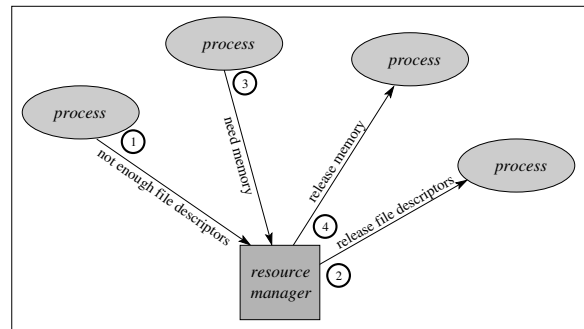 process
3
process
process
1
not enough file descriptors
need memory
release memory
process
4
release file descriptors
2
resource
manager